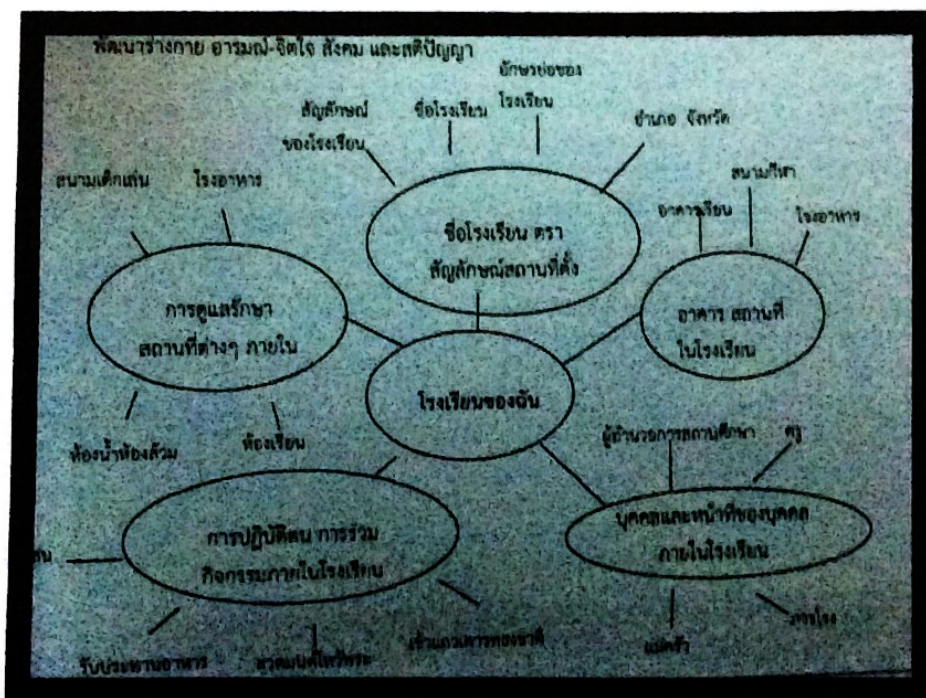 พัฒนาร่างกาย อารมณ์-จิตใจ สังคม และสติปัญญา
สัญลักษณ์
ของโรงเรียน
ชื่อโรงเรียน
อักษรย่อของ
โรงเรียน
อำเภอ จังหวัด
สนามเด็กเล่น
โรงอาหาร
สนามกีฬา
อาคารเรียน
โรงอาหาร
ชื่อโรงเรียน ตรา
สัญลักษณ์สถานที่ตั้ง
การดูแลรักษา
สถานที่ต่างๆ ภายใน
อาคาร สถานที่
ในโรงเรียน
โรงเรียนของฉัน
ห้องน้ำห้องส้วม
ห้องเรียน
ผู้อำนวยการสถานศึกษา
ครู
การปฏิบัติตน การร่วม
กิจกรรมภายในโรงเรียน
บุคคลและหน้าที่ของบุคคล
ภายในโรงเรียน
รับประทานอาหาร
สวดมนต์ไหว้พระ
เข้าแถวเคารพธงชาติ
แม่ครัว
ภารโรง